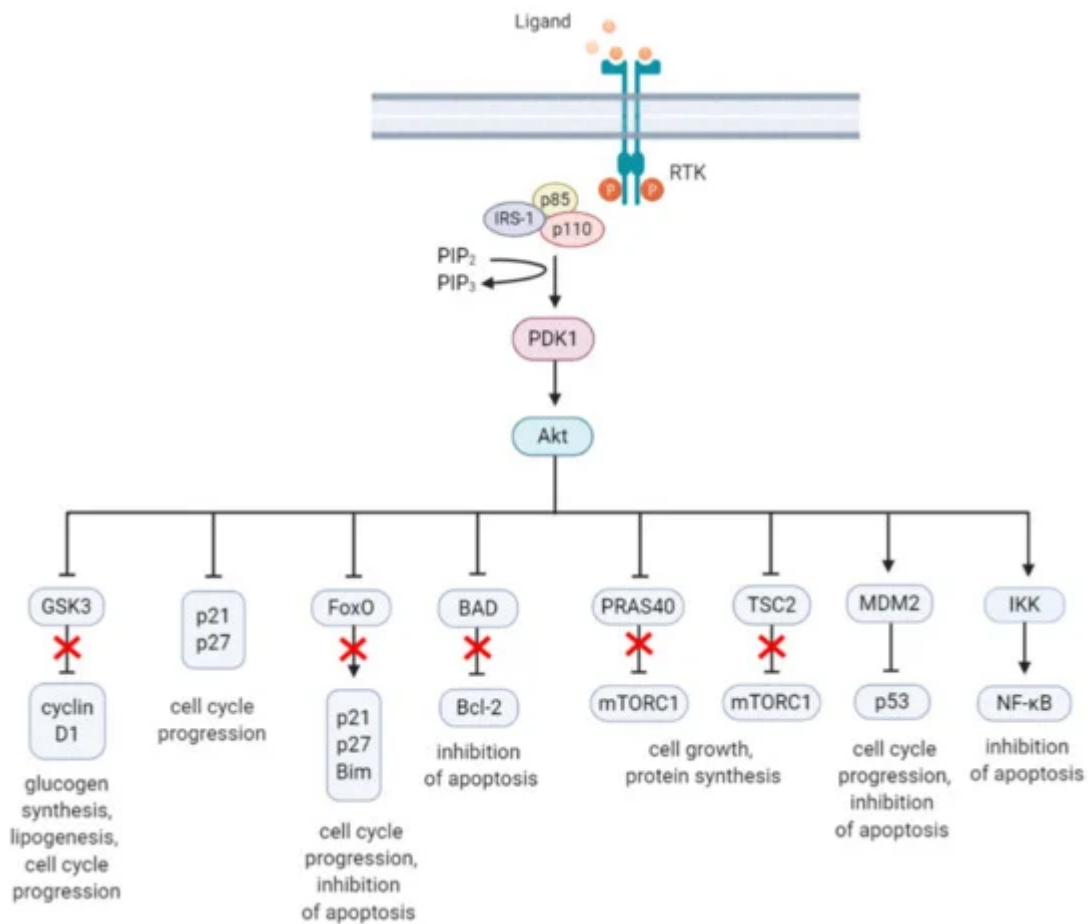 Ligand
RTK
P
P
p85
IRS-1
p110
PIP₂
PIP₃
PDK1
Akt
GSK3
p21
p27
FoxO
BAD
PRAS40
TSC2
MDM2
IKK
cyclin
D1
p21
p27
Bim
Bcl-2
mTORC1
mTORC1
p53
NF-κB
glucogen
synthesis,
lipogenesis,
cell cycle
progression
cell cycle
progression
cell cycle
progression,
inhibition
of apoptosis
inhibition
of apoptosis
cell growth,
protein synthesis
cell cycle
progression,
inhibition
of apoptosis
inhibition
of apoptosis